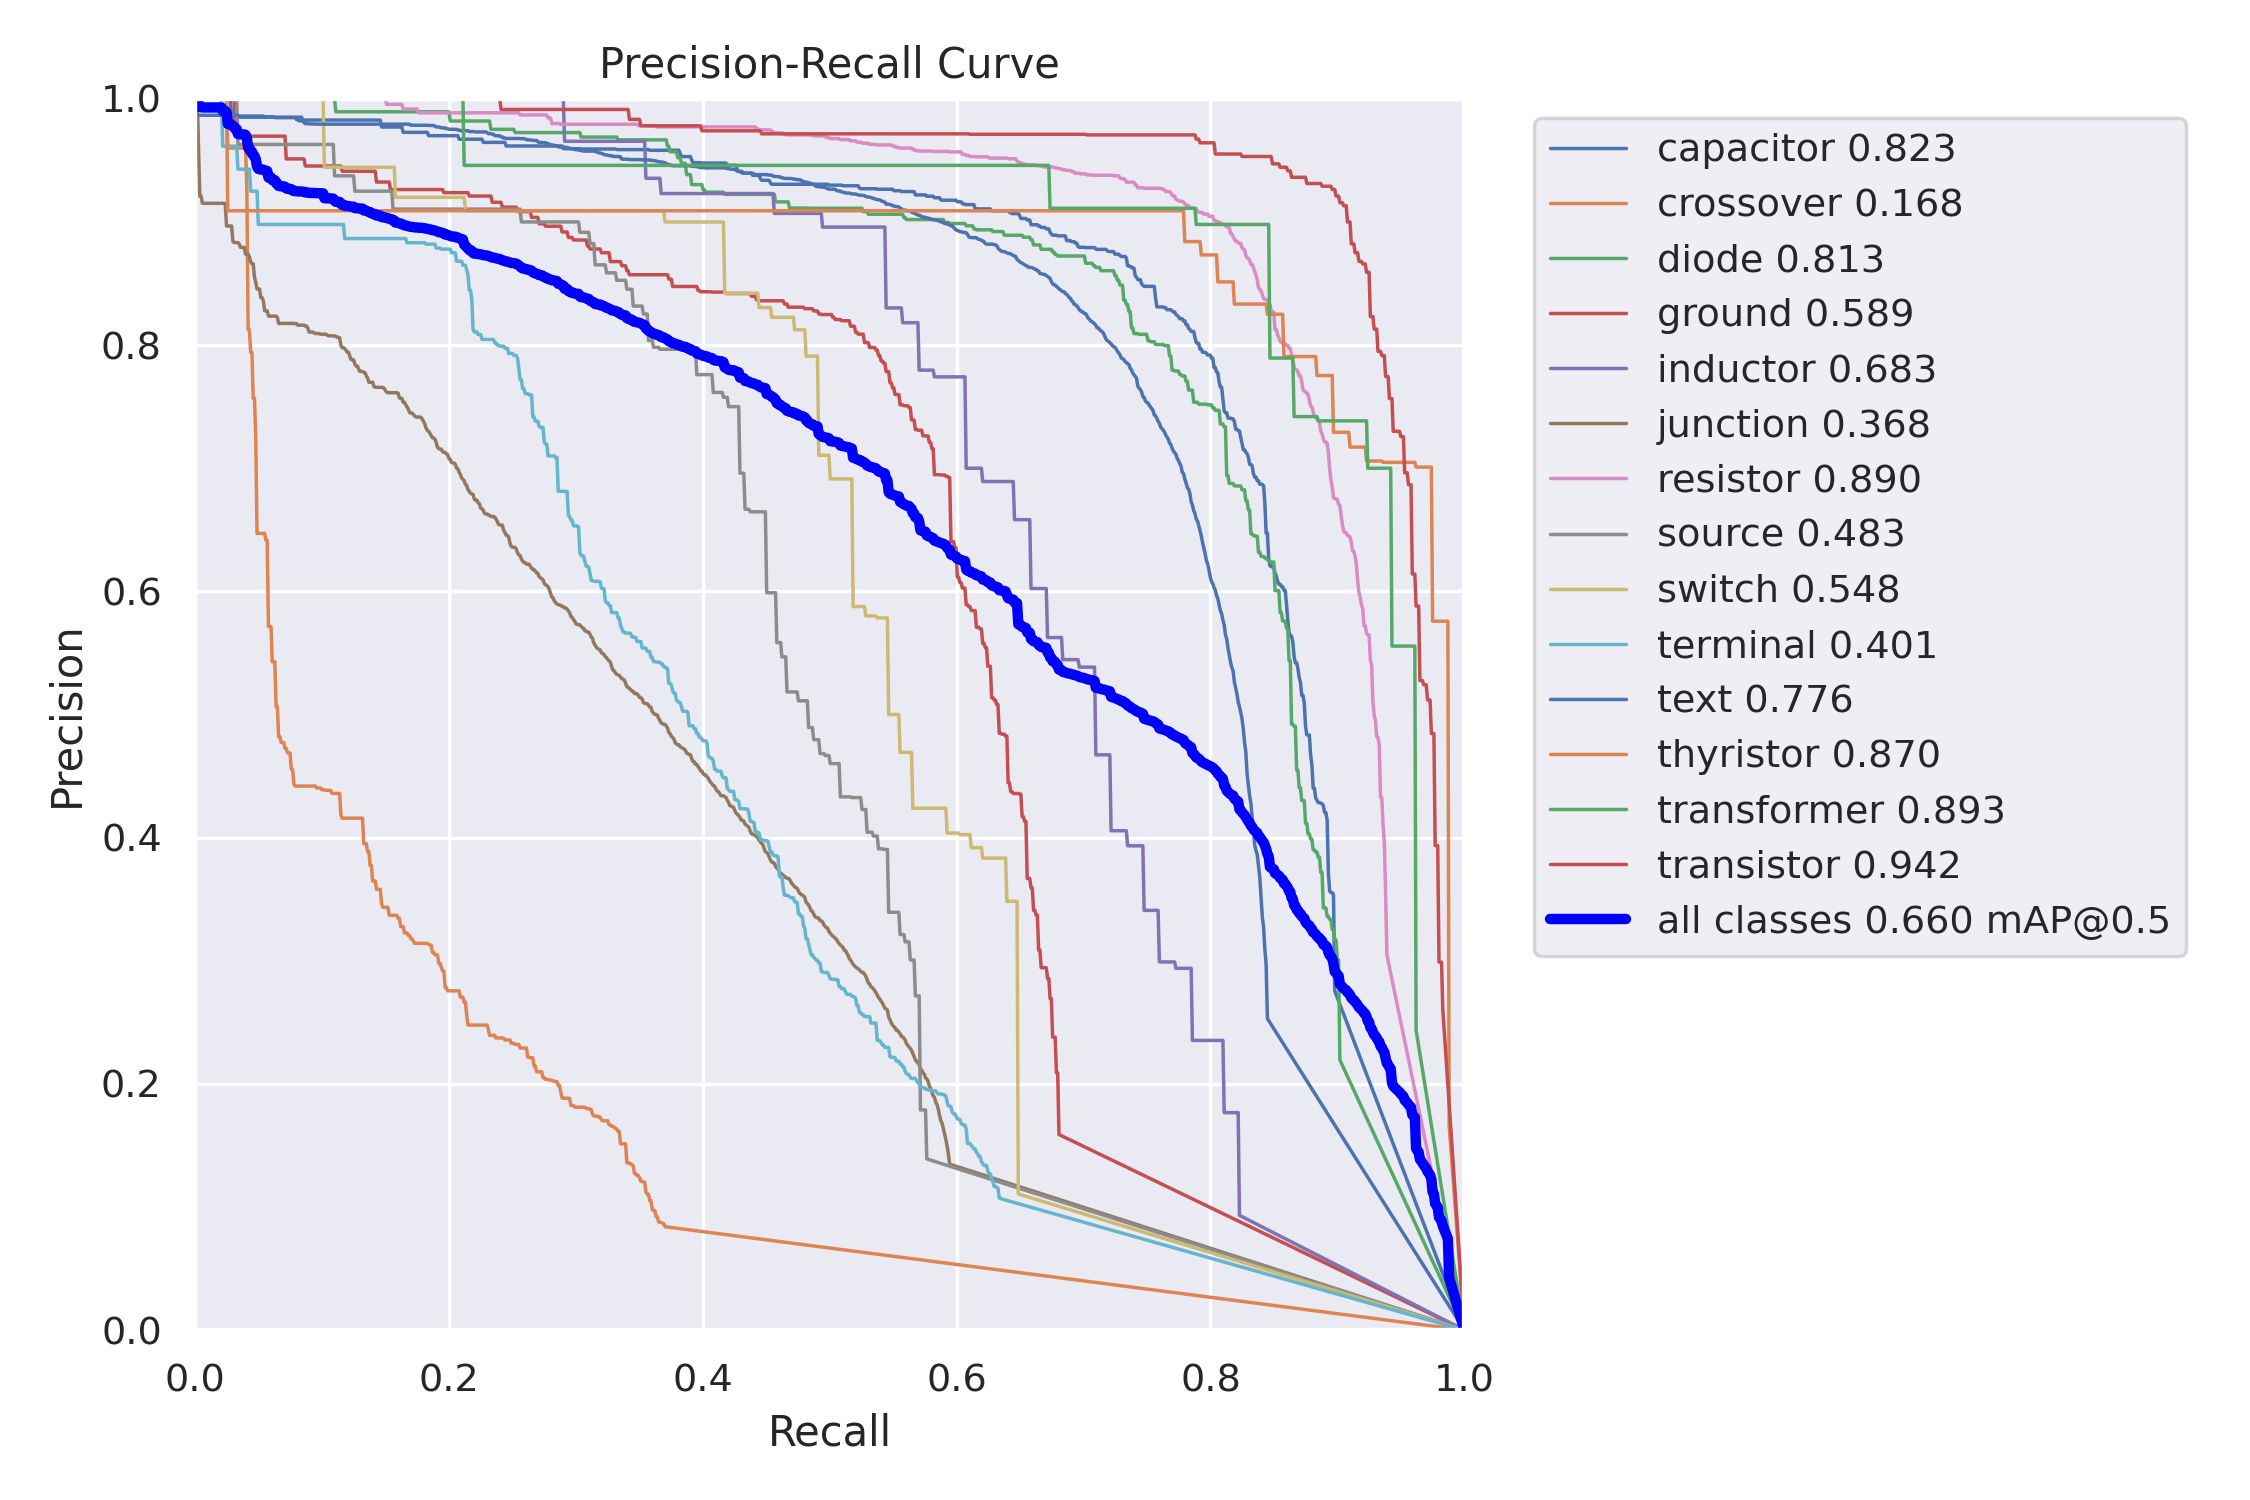 Precision-Recall Curve
1.0
0.8
0.6
0.4
0.2
0.0
Precision
0.0 0.2 0.4 0.6 0.8 1.0
Recall
capacitor 0.823
crossover 0.168
diode 0.813
ground 0.589
inductor 0.683
junction 0.368
resistor 0.890
source 0.483
switch 0.548
terminal 0.401
text 0.776
thyristor 0.870
transformer 0.893
transistor 0.942
all classes 0.660 mAP@0.5